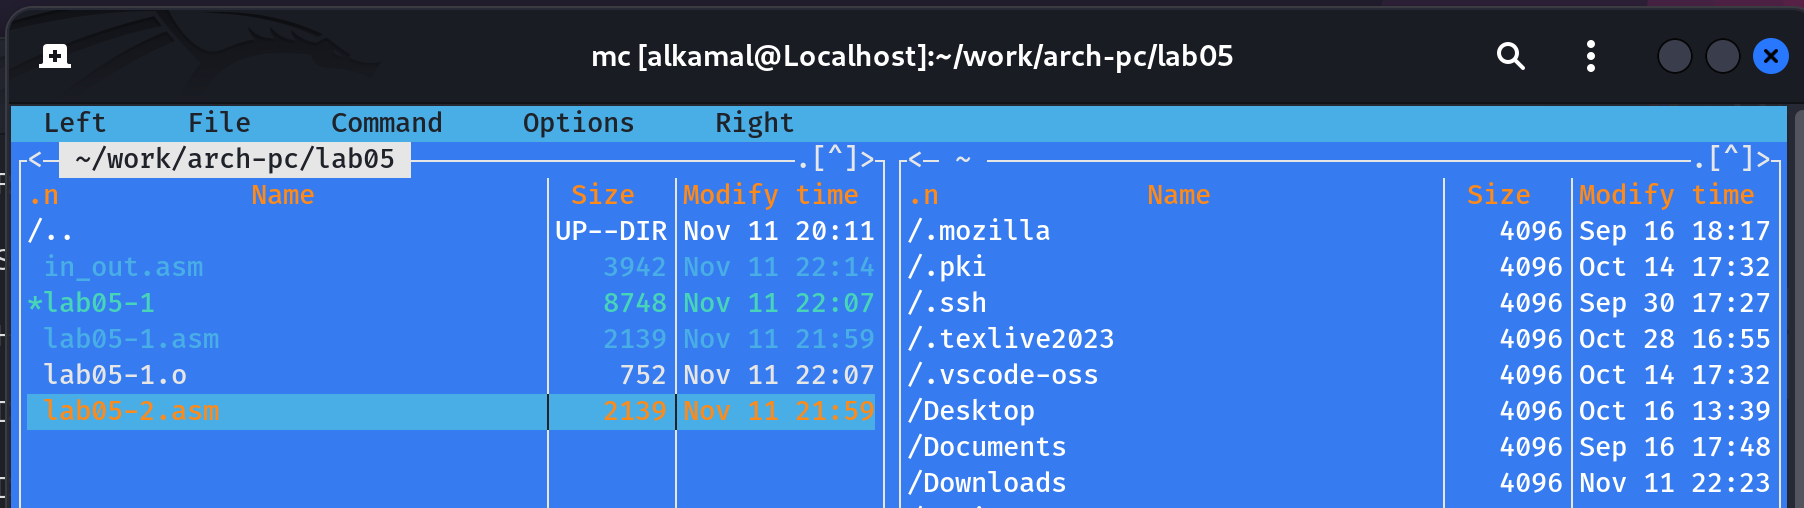 mc [alkamal@Localhost]:~/work/arch-pc/lab05
Left File Command Options Right
<─ ~/work/arch-pc/lab05 ─.[^]>
.n Name Size Modify time
/.. UP--DIR Nov 11 20:11
in_out.asm 3942 Nov 11 22:14
*lab05-1 8748 Nov 11 22:07
lab05-1.asm 2139 Nov 11 21:59
lab05-1.o 752 Nov 11 22:07
lab05-2.asm 2139 Nov 11 21:59
<─ ~ ─.[^]>
.n Name Size Modify time
/.mozilla 4096 Sep 16 18:17
/.pki 4096 Oct 14 17:32
/.ssh 4096 Sep 30 17:27
/.texlive2023 4096 Oct 28 16:55
/.vscode-oss 4096 Oct 14 17:32
/Desktop 4096 Oct 16 13:39
/Documents 4096 Sep 16 17:48
/Downloads 4096 Nov 11 22:23